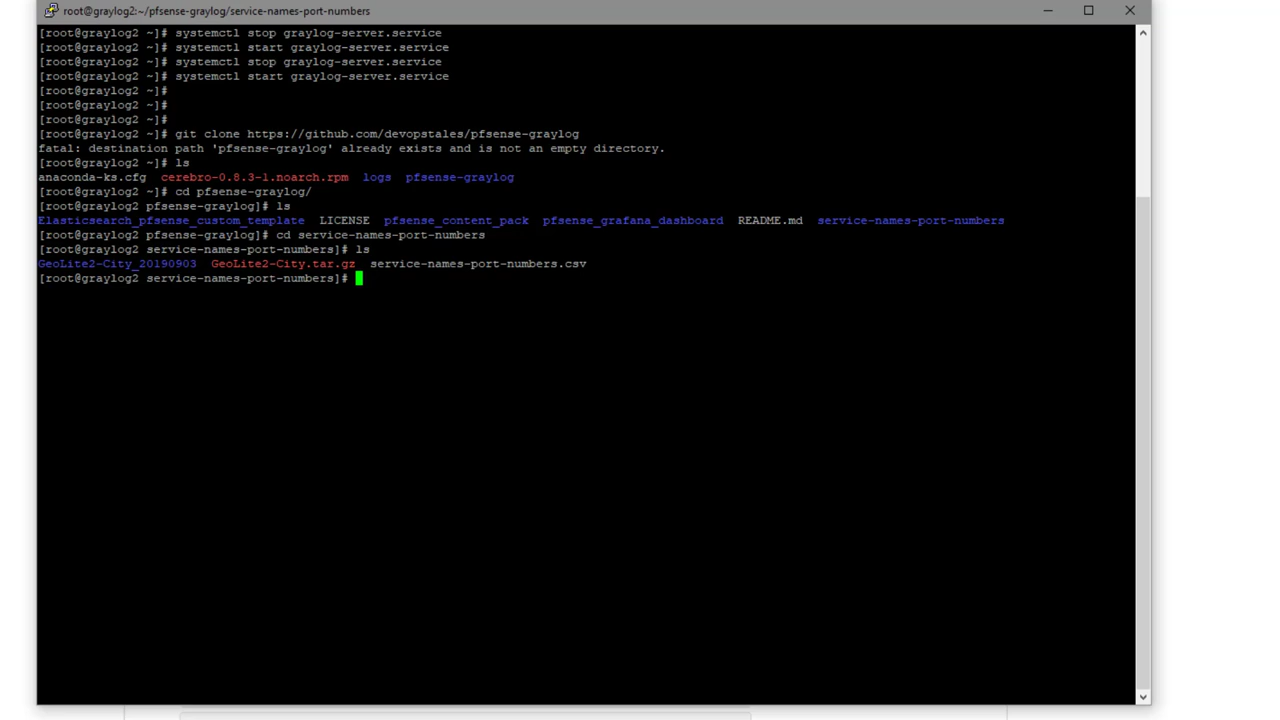 root@graylog2:~/pfsense-graylog/service-names-port-numbers
[root@graylog2 ~]# systemctl stop graylog-server.service
[root@graylog2 ~]# systemctl start graylog-server.service
[root@graylog2 ~]# systemctl stop graylog-server.service
[root@graylog2 ~]# systemctl start graylog-server.service
[root@graylog2 ~]#
[root@graylog2 ~]#
[root@graylog2 ~]#
[root@graylog2 ~]# git clone https://github.com/devopstales/pfsense-graylog
fatal: destination path 'pfsense-graylog' already exists and is not an empty directory.
[root@graylog2 ~]# ls
anaconda-ks.cfg  cerebro-0.8.3-1.noarch.rpm  logs  pfsense-graylog
[root@graylog2 ~]# cd pfsense-graylog/
[root@graylog2 pfsense-graylog]# ls
Elasticsearch_pfsense_custom_template  LICENSE  pfsense_content_pack  pfsense_grafana_dashboard  README.md  service-names-port-numbers
[root@graylog2 pfsense-graylog]# cd service-names-port-numbers
[root@graylog2 service-names-port-numbers]# ls
GeoLite2-City_20190903  GeoLite2-City.tar.gz  service-names-port-numbers.csv
[root@graylog2 service-names-port-numbers]#